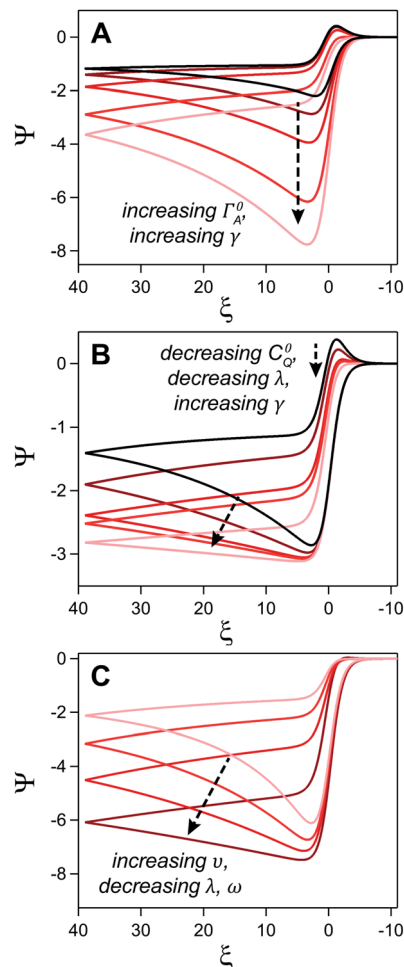 A
0
-2
-4
-6
-8
Ψ
increasing Γ_A^0,
increasing γ
40 30 20 10 0 -10
ξ
B
0
-1
-2
-3
Ψ
decreasing C_Q^0,
decreasing λ,
increasing γ
40 30 20 10 0 -10
ξ
C
0
-2
-4
-6
-8
Ψ
increasing υ,
decreasing λ, ω
40 30 20 10 0 -10
ξ